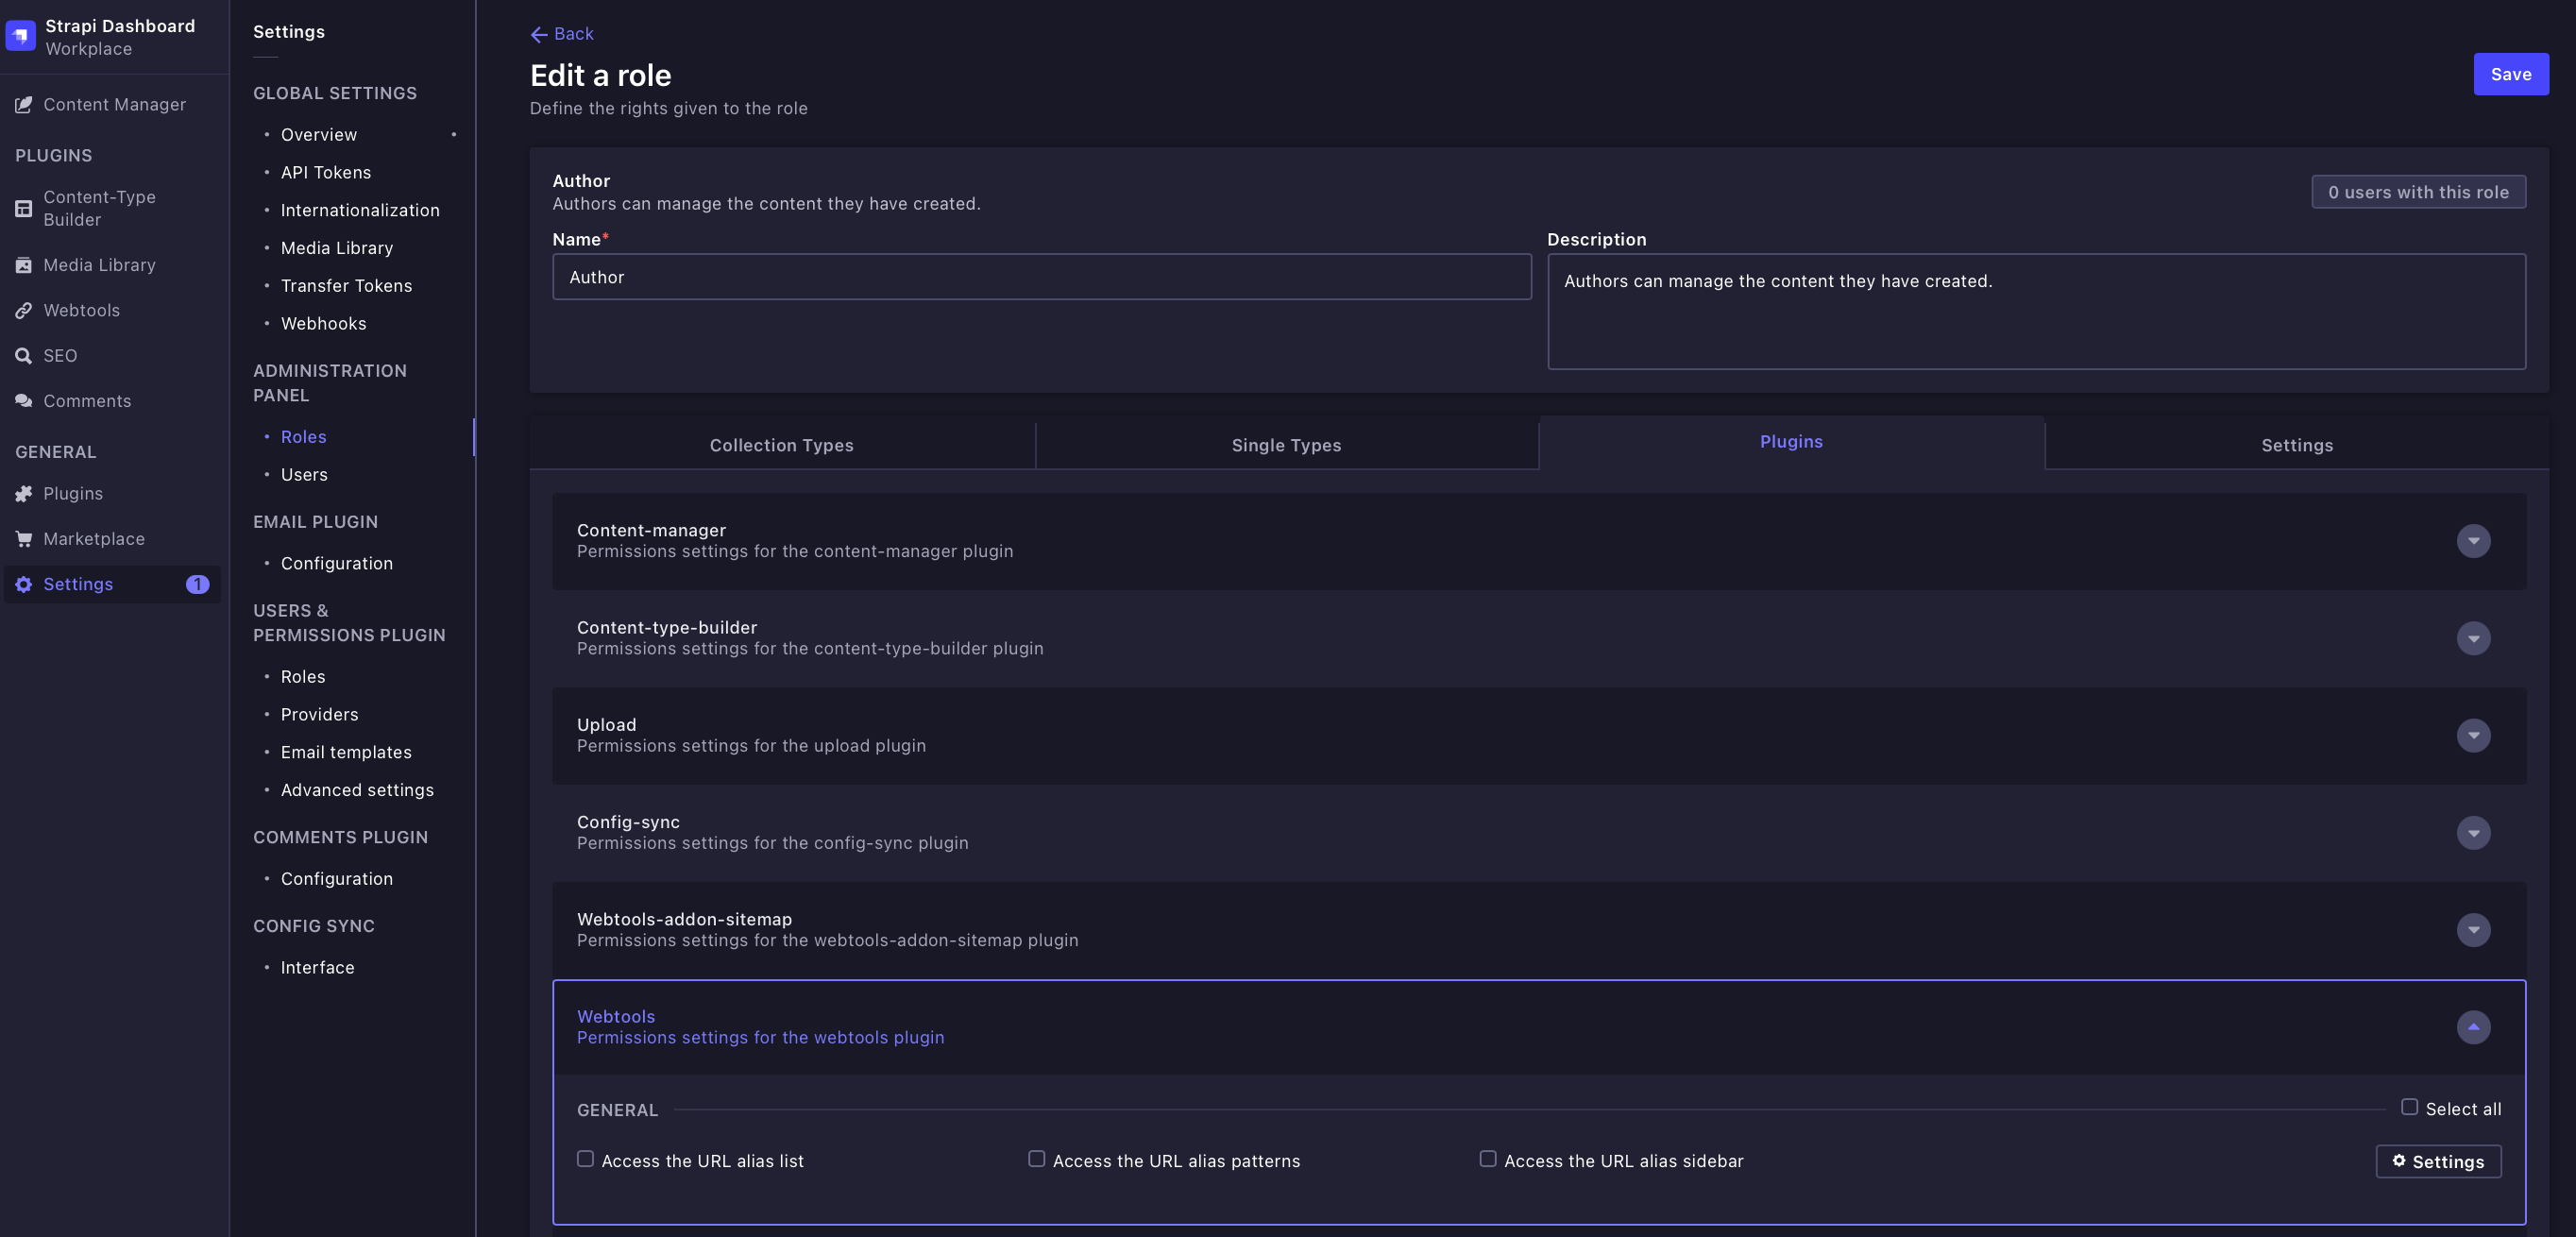 Strapi Dashboard
Workplace
Content Manager
PLUGINS
Content-Type
Builder
Media Library
Webtools
SEO
Comments
GENERAL
Plugins
Marketplace
Settings 1
Settings
GLOBAL SETTINGS
Overview
API Tokens
Internationalization
Media Library
Transfer Tokens
Webhooks
ADMINISTRATION
PANEL
Roles
Users
EMAIL PLUGIN
Configuration
USERS &
PERMISSIONS PLUGIN
Roles
Providers
Email templates
Advanced settings
COMMENTS PLUGIN
Configuration
CONFIG SYNC
Interface
Back
Edit a role
Define the rights given to the role
Save
Author
Authors can manage the content they have created.
0 users with this role
Name*
Author
Description
Authors can manage the content they have created.
Collection Types
Single Types
Plugins
Settings
Content-manager
Permissions settings for the content-manager plugin
Content-type-builder
Permissions settings for the content-type-builder plugin
Upload
Permissions settings for the upload plugin
Config-sync
Permissions settings for the config-sync plugin
Webtools-addon-sitemap
Permissions settings for the webtools-addon-sitemap plugin
Webtools
Permissions settings for the webtools plugin
GENERAL
Select all
Access the URL alias list
Access the URL alias patterns
Access the URL alias sidebar
Settings